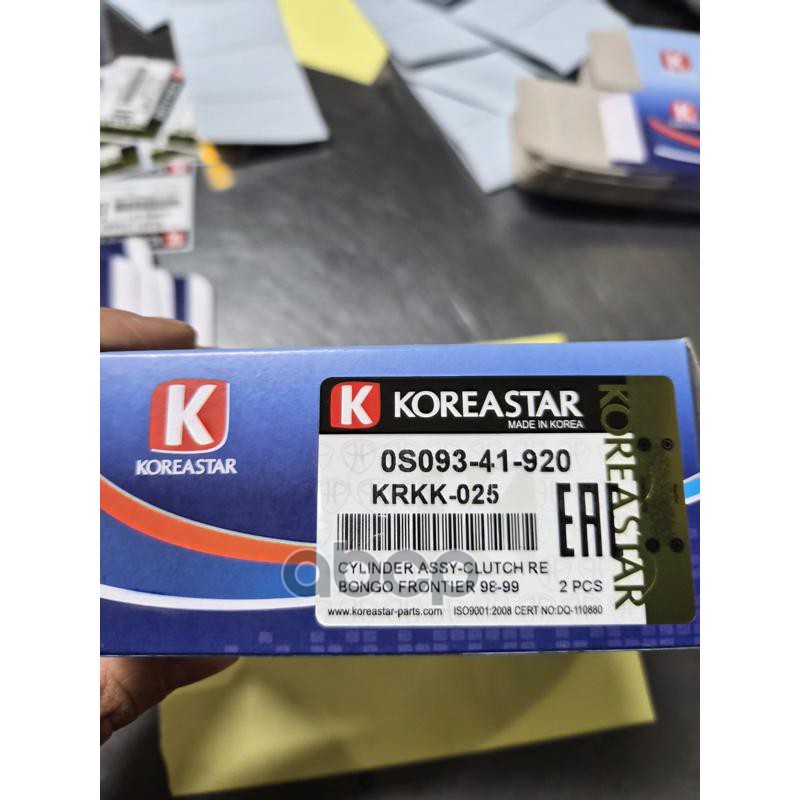 K
KOREASTAR
K KOREASTAR
MADE IN KOREA
0S093-41-920
KRKK-025
EAC
CYLINDER ASSY-CLUTCH RE
BONGO FRONTIER 98-99 2 PCS
www.koreastar-parts.com ISO9001:2008 CERT NO:DQ-110880
KOREASTAR
авср
K
K